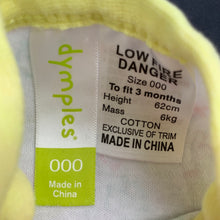 dymples®
000
Made in
China
LOW FIRE
DANGER
Size 000
To fit 3 months
Height 62cm
Mass 6kg
COTTON
EXCLUSIVE OF TRIM
MADE IN CHINA